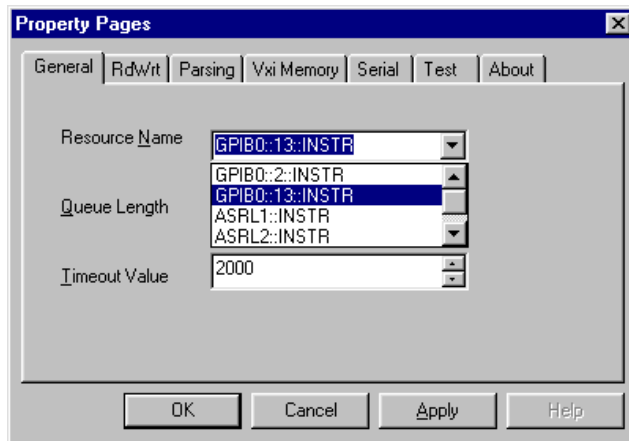 Property Pages
General RdWrt Parsing Vxi Memory Serial Test About
Resource Name GPIB0::13::INSTR
GPIB0::2::INSTR
GPIB0::13::INSTR
Queue Length
ASRL1::INSTR
ASRL2::INSTR
Timeout Value 2000
OK Cancel Apply Help